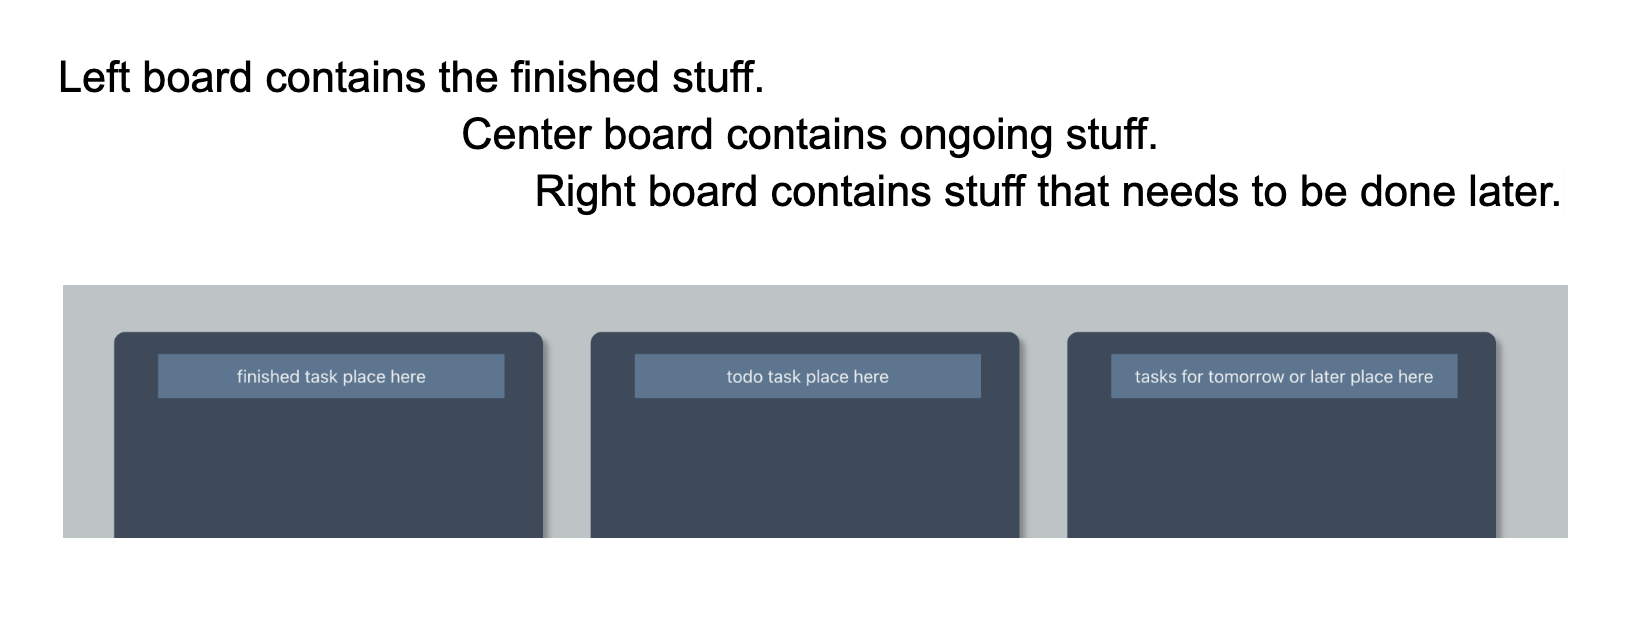 Left board contains the finished stuff.
Center board contains ongoing stuff.
Right board contains stuff that needs to be done later.
finished task place here
todo task place here
tasks for tomorrow or later place here